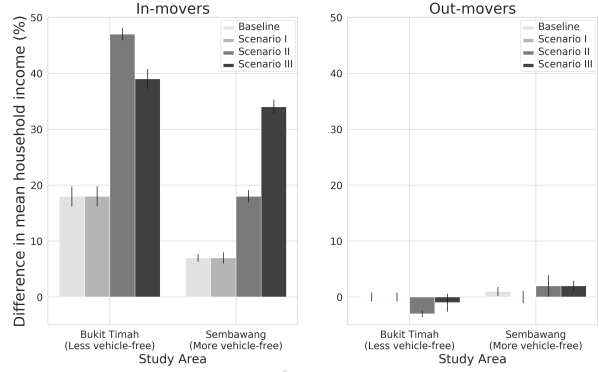 In-movers
Out-movers
Difference in mean household income (%)
50
40
30
20
10
0
Baseline
Scenario I
Scenario II
Scenario III
Bukit Timah
(Less vehicle-free)
Sembawang
(More vehicle-free)
Study Area
50
40
30
20
10
0
Baseline
Scenario I
Scenario II
Scenario III
Bukit Timah
(Less vehicle-free)
Sembawang
(More vehicle-free)
Study Area